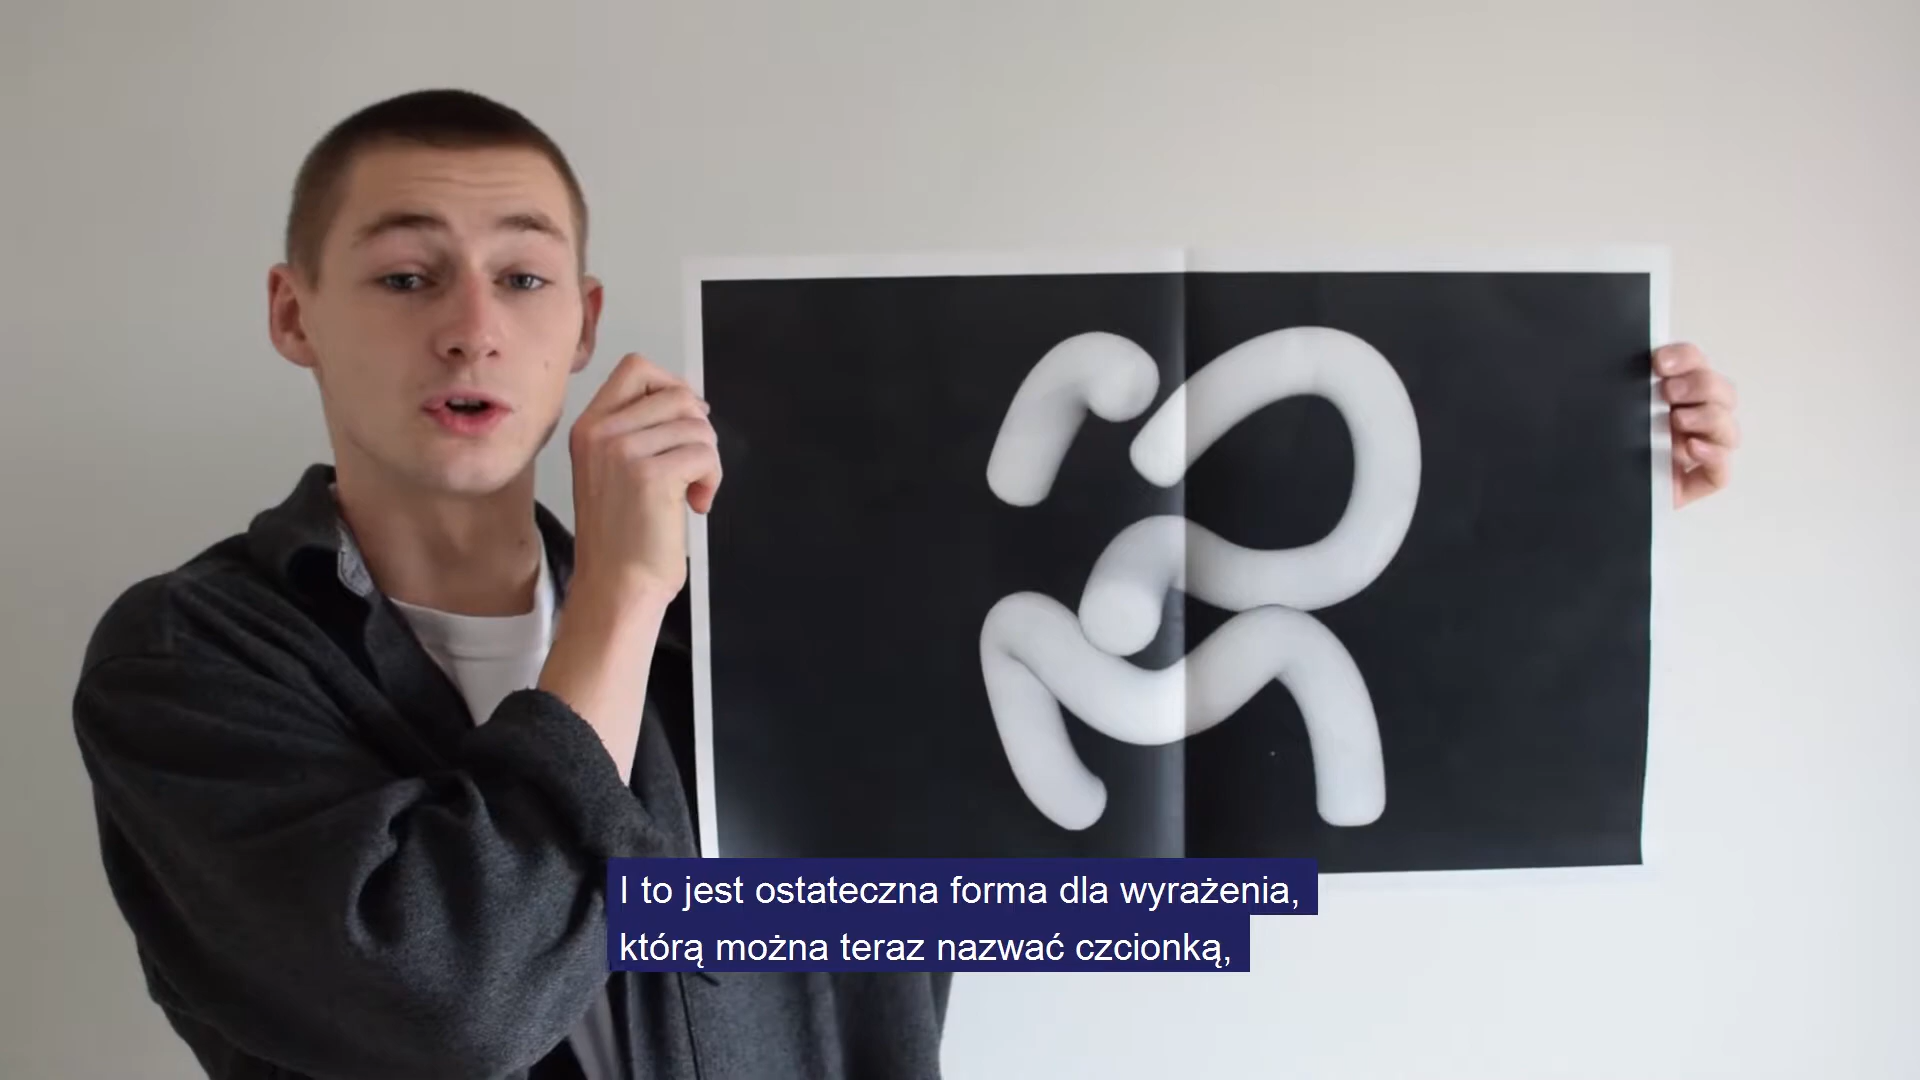 I to jest ostateczna forma dla wyrażenia,
którą można teraz nazwać czcionką,